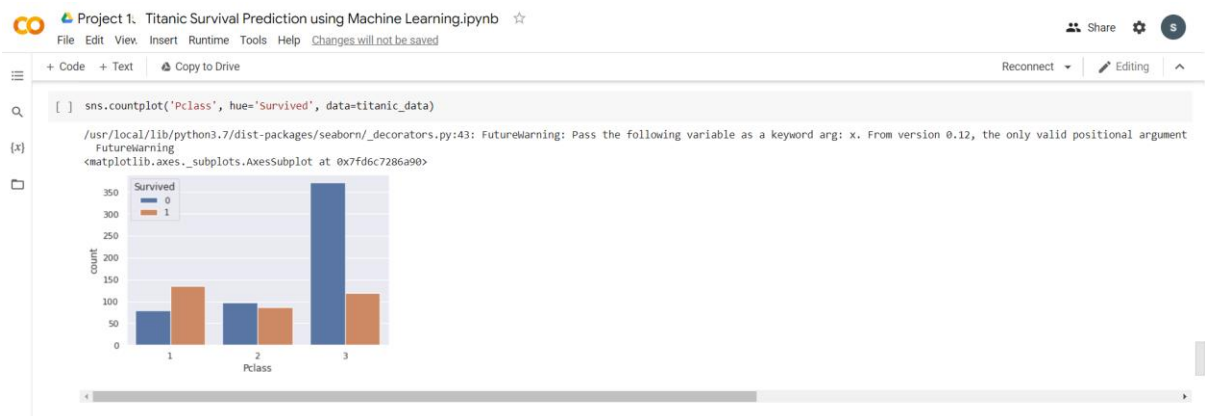 CO Project 1. Titanic Survival Prediction using Machine Learning.ipynb
File Edit View Insert Runtime Tools Help Changes will not be saved
Share S
+ Code + Text Copy to Drive
Reconnect Editing
{x}
[ ] sns.countplot('Pclass', hue='Survived', data=titanic_data)
/usr/local/lib/python3.7/dist-packages/seaborn/_decorators.py:43: FutureWarning: Pass the following variable as a keyword arg: x. From version 0.12, the only valid positional argument
FutureWarning
<matplotlib.axes._subplots.AxesSubplot at 0x7fd6c7286a90>
Survived
0
1
350
300
250
200
150
100
50
0
count
1 2 3
Pclass